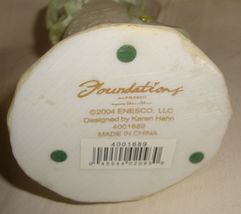 Foundations
©2004 ENESCO, LLC
Designed by Karen Hahn
4001689
MADE IN CHINA
4001689